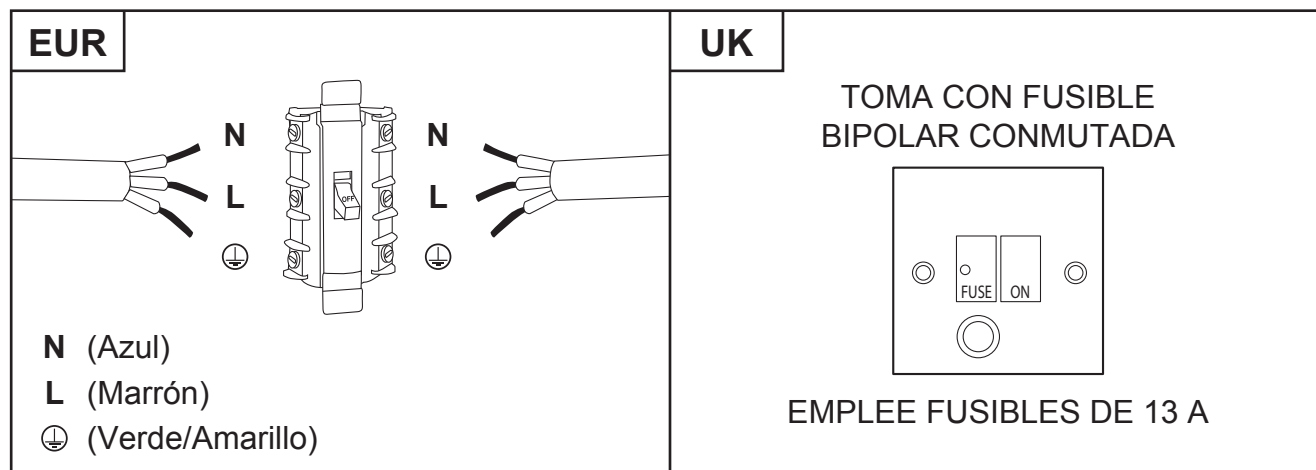 EUR
N
N
L
L
OFF
N (Azul)
L (Marrón)
(Verde/Amarillo)
UK
TOMA CON FUSIBLE
BIPOLAR CONMUTADA
FUSE ON
EMPLEE FUSIBLES DE 13 A